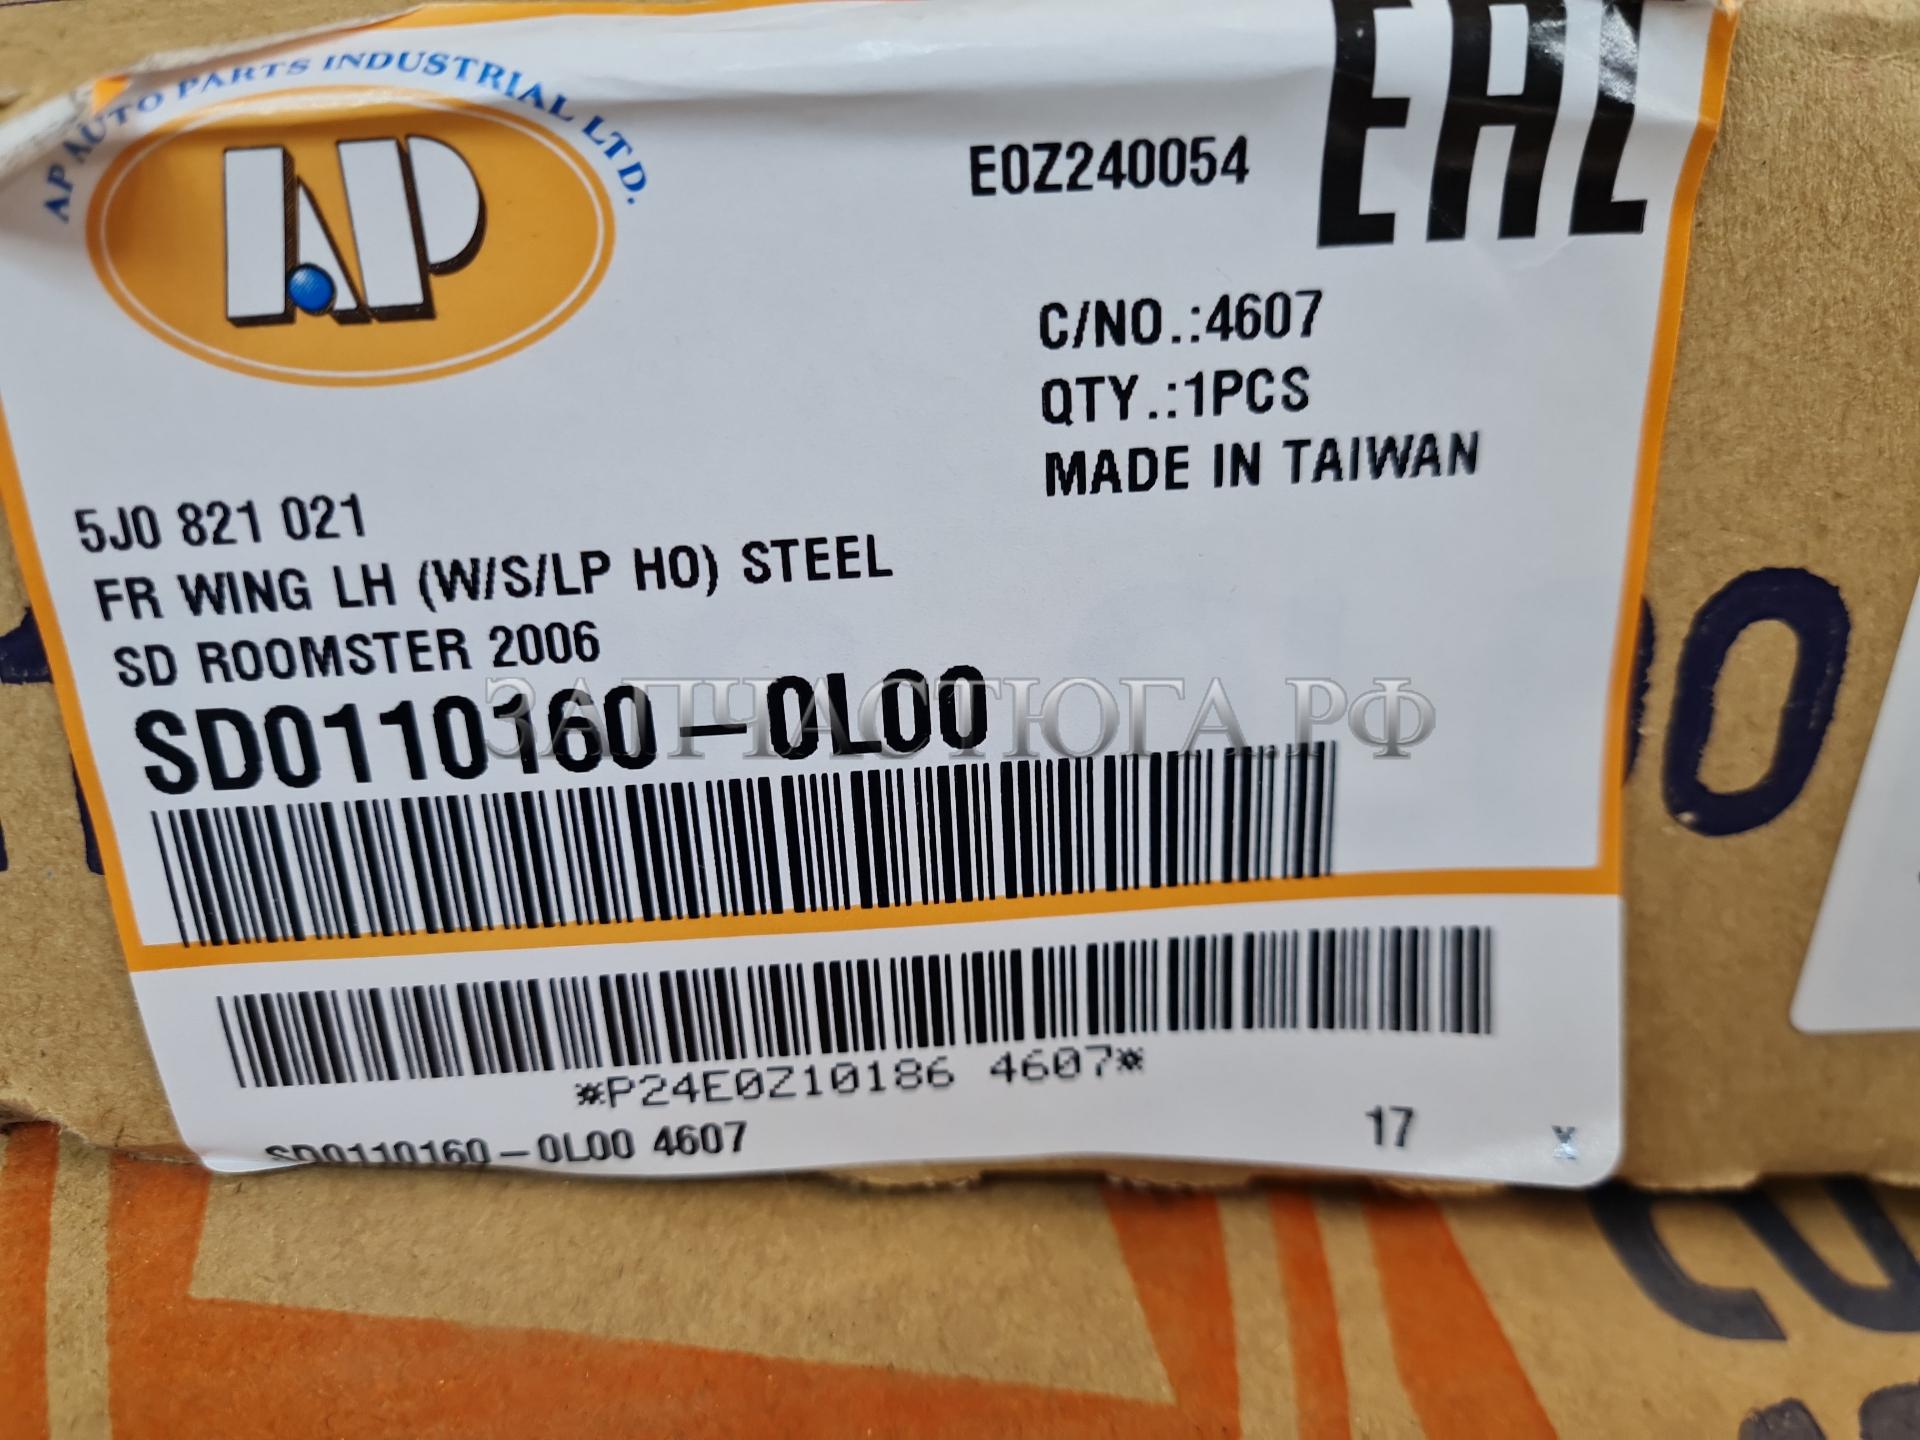 AP AUTO PARTS INDUSTRIAL LTD.
AP
E0Z240054
EAC
C/NO.:4607
QTY.:1PCS
MADE IN TAIWAN
5J0 821 021
FR WING LH (W/S/LP HO) STEEL
SD ROOMSTER 2006
SD0110160-0L00
ЗАПЧАСТЮГА.РФ
*P24E0Z10186 4607*
SD0110160-0L00 4607
17
X